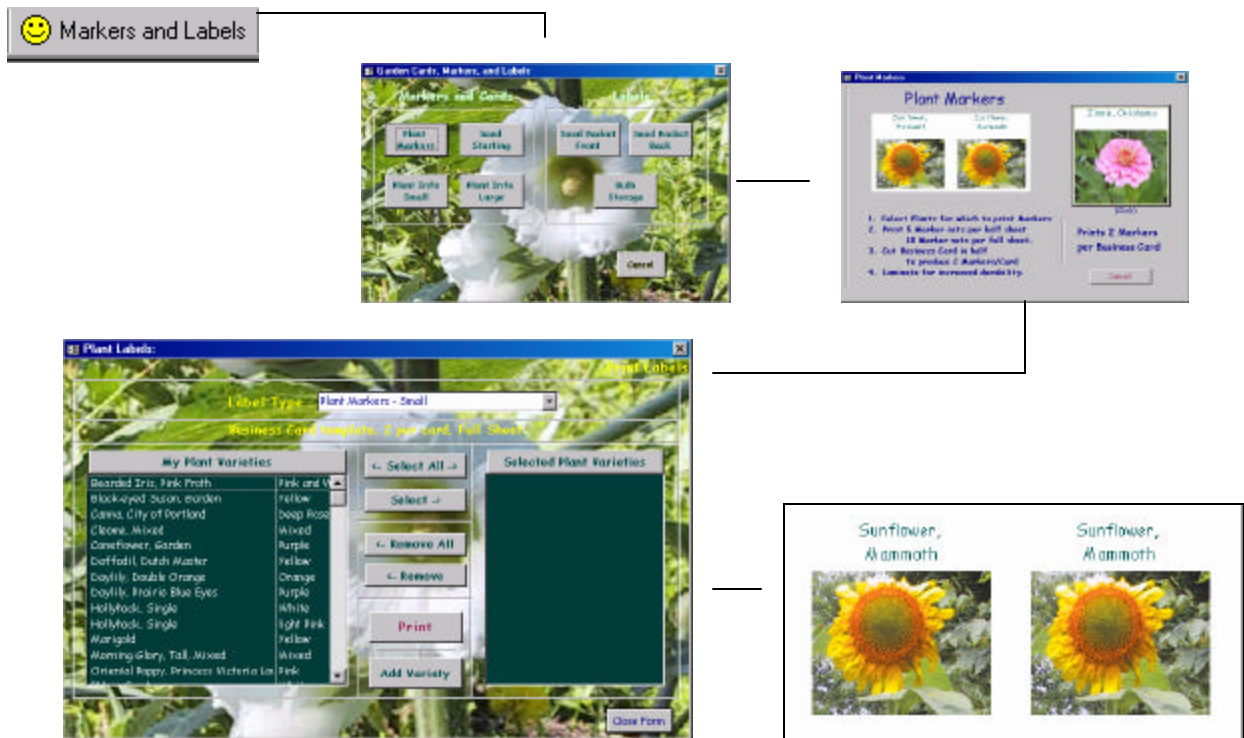 Markers and Labels
Garden Cards, Markers, and Labels
Markers and Cards
Labels
Plant
Markers
Seed
Starting
Seed Packet
Front
Seed Packet
Back
Plant Info
Small
Plant Info
Large
Bulb
Storage
Cancel
Plant Markers
Plant Markers
Sunflower,
Mammoth
Sunflower,
Mammoth
Zinnia, Oklahoma
1. Select Plants for which to print Markers
2. Print 5 Marker sets per half sheet
10 Marker sets per full sheet.
3. Cut Business Card in half
to produce 2 Markers/Card
4. Laminate for increased durability.
Prints 2 Markers
per Business Card
Cancel
Plant Labels:
Print Labels
Label Type
Plant Markers - Small
Business Card template, 2 per card, Full Sheet
My Plant Varieties
Bearded Iris, Pink Froth Pink and
Black-eyed Susan, Garden Yellow
Canna, City of Portland Deep Rose
Cleome, Mixed Mixed
Coneflower, Garden Purple
Daffodil, Dutch Master Yellow
Daylily, Double Orange Orange
Daylily, Prairie Blue Eyes Purple
Hollyhock, Single White
Hollyhock, Single light Pink
Marigold Yellow
Morning Glory, Tall, Mixed Mixed
Oriental Poppy, Princess Victoria Lo Pink
<- Select All ->
Select ->
<- Remove All
<- Remove
Print
Add Variety
Selected Plant Varieties
Close Form
Sunflower,
Mammoth
Sunflower,
Mammoth